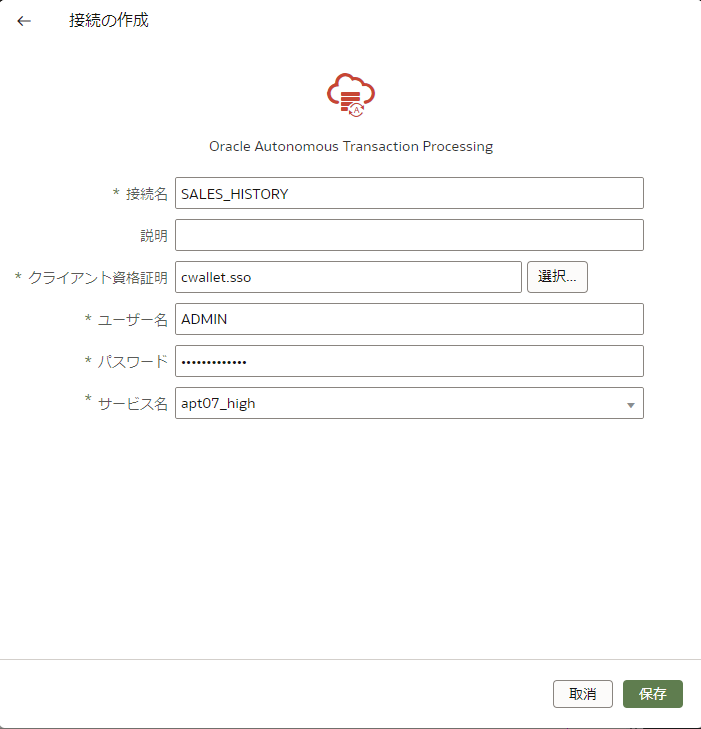 ← 接続の作成
A
Oracle Autonomous Transaction Processing
* 接続名 SALES_HISTORY
説明
* クライアント資格証明 cwallet.sso 選択...
* ユーザー名 ADMIN
* パスワード •••••••••••••
* サービス名 apt07_high
取消 保存